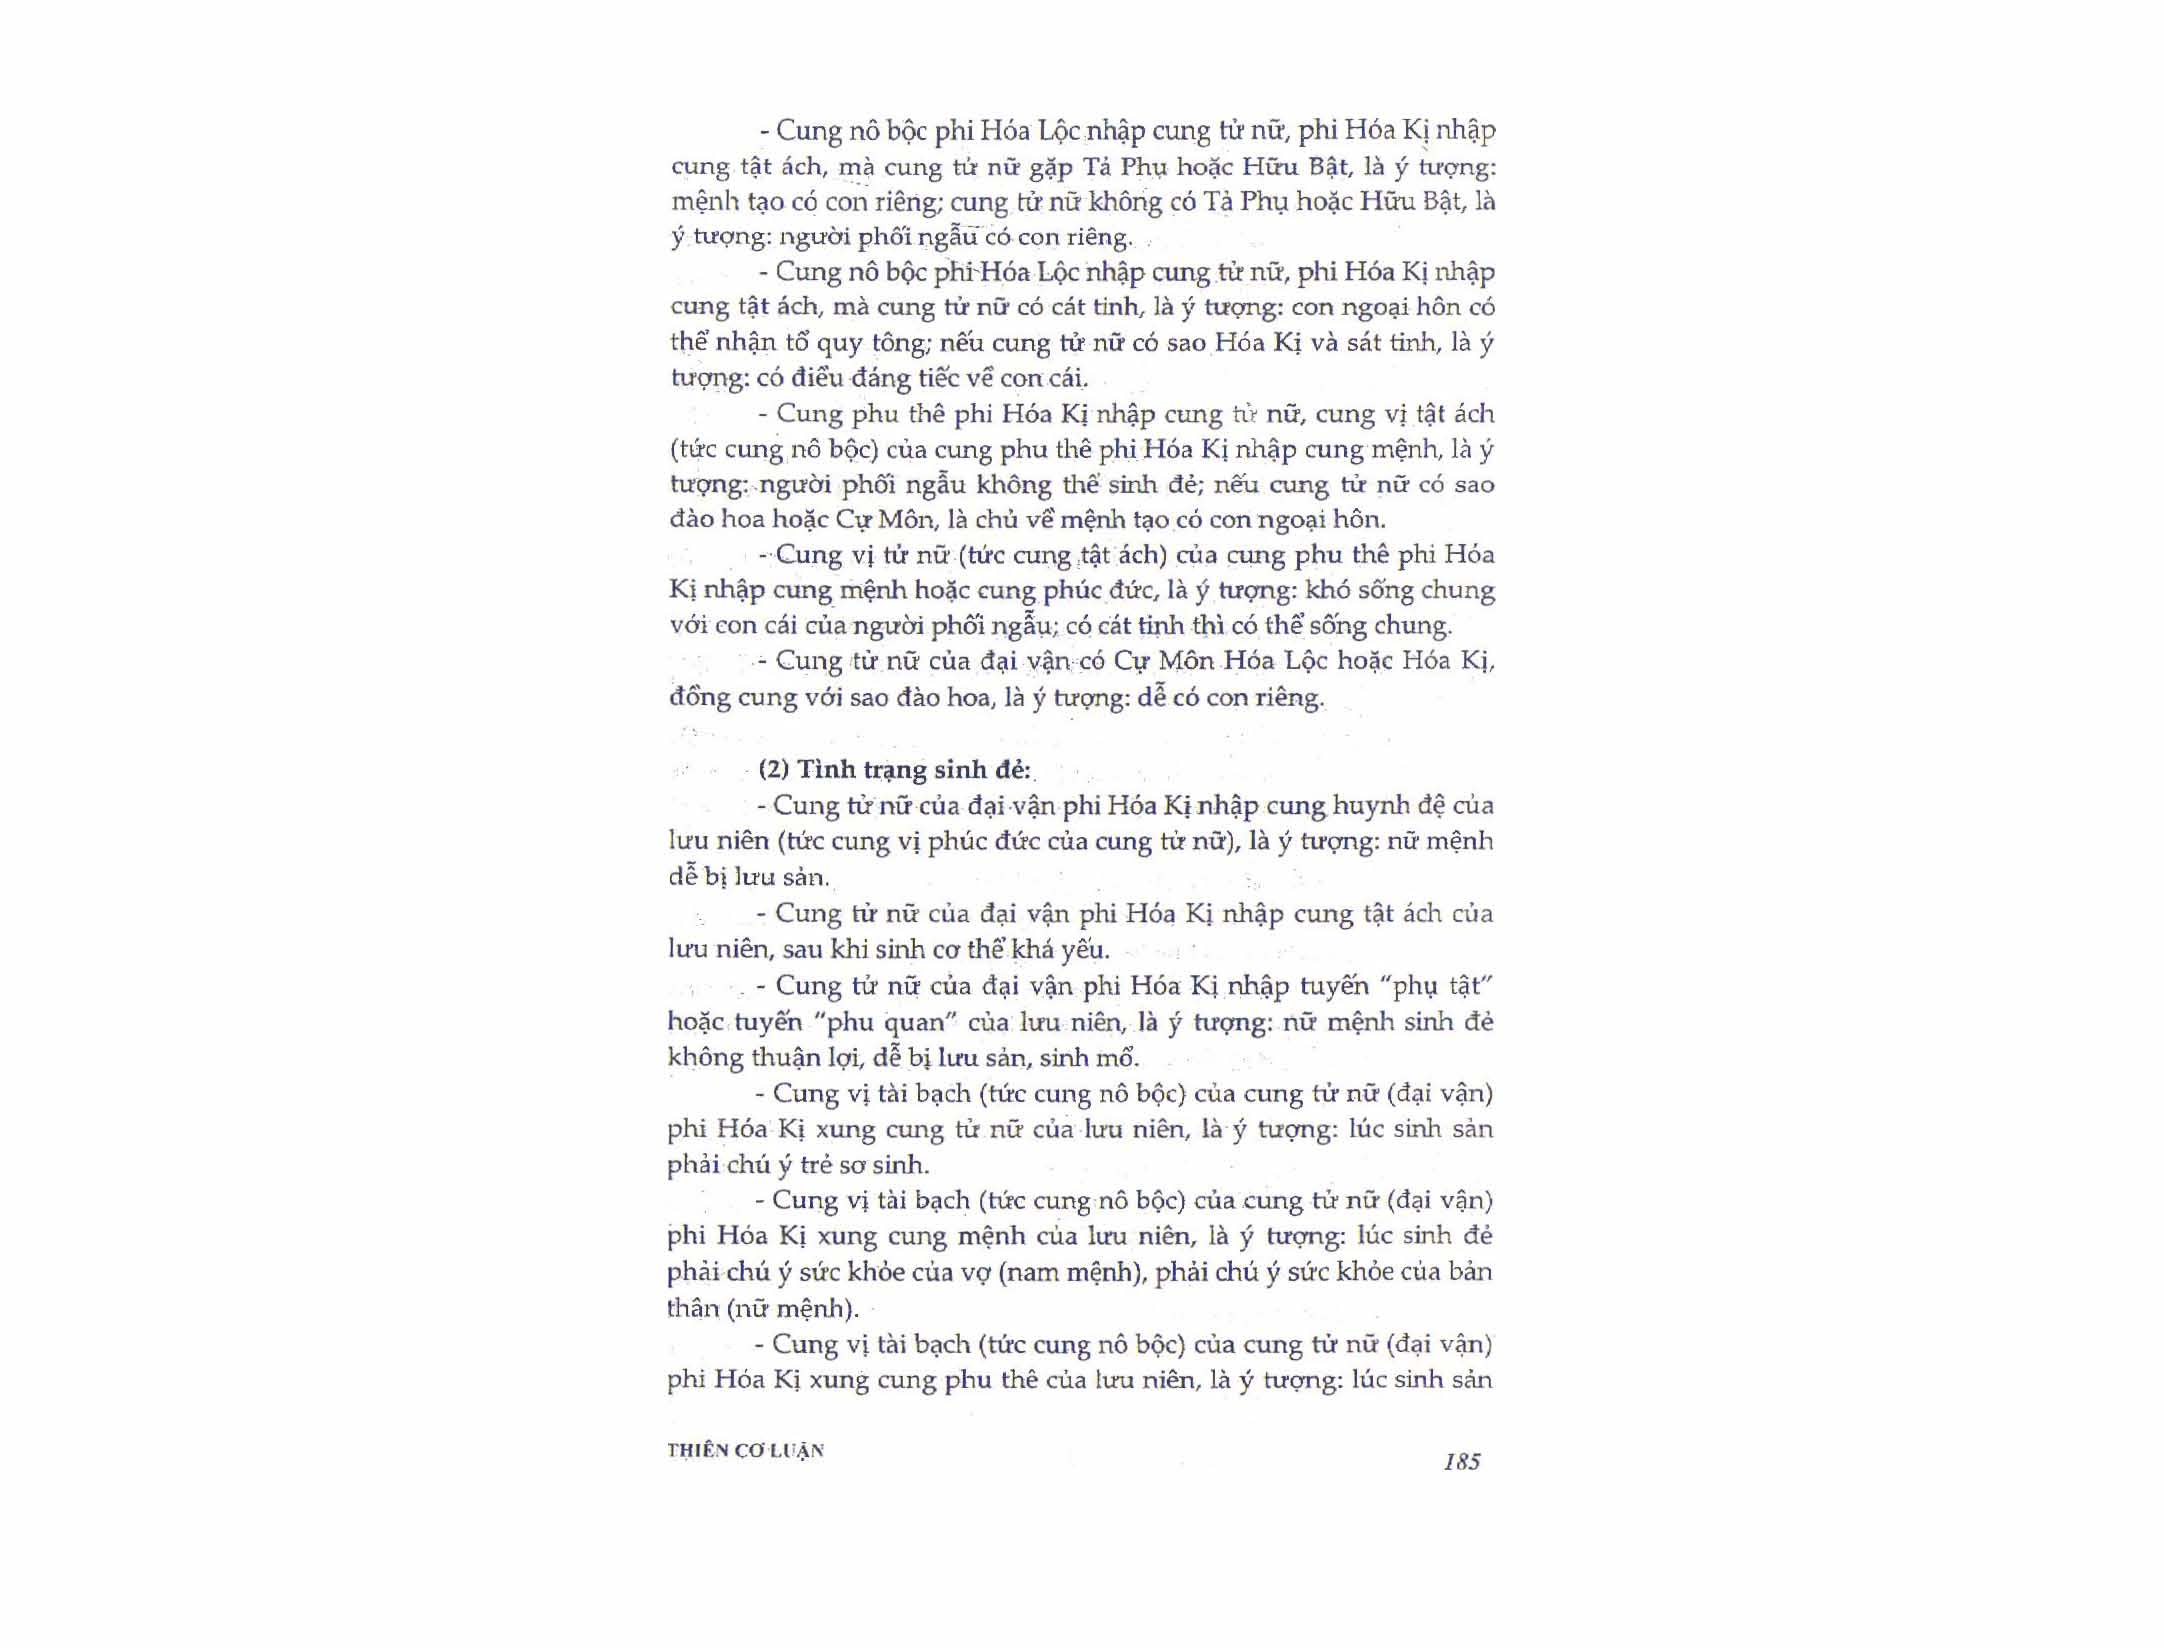 - Cung nô bộc phi Hóa Lộc nhập cung tử nữ, phi Hóa Kị nhập
cung tật ách, mà cung tử nữ gặp Tả Phụ hoặc Hữu Bật, là ý tượng:
mệnh tạo có con riêng; cung tử nữ không có Tả Phụ hoặc Hữu Bật, là
ý tượng: người phối ngẫu có con riêng.
- Cung nô bộc phi Hóa Lộc nhập cung tử nữ, phi Hóa Kị nhập
cung tật ách, mà cung tử nữ có cát tinh, là ý tượng: con ngoại hôn có
thể nhận tổ quy tông; nếu cung tử nữ có sao Hóa Kị và sát tinh, là ý
tượng: có điều đáng tiếc về con cái.
- Cung phu thê phi Hóa Kị nhập cung tử nữ, cung vị tật ách
(tức cung nô bộc) của cung phu thê phi Hóa Kị nhập cung mệnh, là ý
tượng: người phối ngẫu không thể sinh đẻ; nếu cung tử nữ có sao
đào hoa hoặc Cự Môn, là chủ về mệnh tạo có con ngoại hôn.
- Cung vị tử nữ (tức cung tật ách) của cung phu thê phi Hóa
Kị nhập cung mệnh hoặc cung phúc đức, là ý tượng: khó sống chung
với con cái của người phối ngẫu; có cát tinh thì có thể sống chung.
- Cung tử nữ của đại vận có Cự Môn Hóa Lộc hoặc Hóa Kị,
đồng cung với sao đào hoa, là ý tượng: dễ có con riêng.
(2) Tình trạng sinh đẻ:
- Cung tử nữ của đại vận phi Hóa Kị nhập cung huynh đệ của
lưu niên (tức cung vị phúc đức của cung tử nữ), là ý tượng: nữ mệnh
dễ bị lưu sản.
- Cung tử nữ của đại vận phi Hóa Kị nhập cung tật ách của
lưu niên, sau khi sinh cơ thể khá yếu.
- Cung tử nữ của đại vận phi Hóa Kị nhập tuyến "phụ tật"
hoặc tuyến "phu quan" của lưu niên, là ý tượng: nữ mệnh sinh đẻ
không thuận lợi, dễ bị lưu sản, sinh mổ.
- Cung vị tài bạch (tức cung nô bộc) của cung tử nữ (đại vận)
phi Hóa Kị xung cung tử nữ của lưu niên, là ý tượng: lúc sinh sản
phải chú ý trẻ sơ sinh.
- Cung vị tài bạch (tức cung nô bộc) của cung tử nữ (đại vận)
phi Hóa Kị xung cung mệnh của lưu niên, là ý tượng: lúc sinh đẻ
phải chú ý sức khỏe của vợ (nam mệnh), phải chú ý sức khỏe của bản
thân (nữ mệnh).
- Cung vị tài bạch (tức cung nô bộc) của cung tử nữ (đại vận)
phi Hóa Kị xung cung phu thê của lưu niên, là ý tượng: lúc sinh sản
THIÊN CƠ LUẬN
185